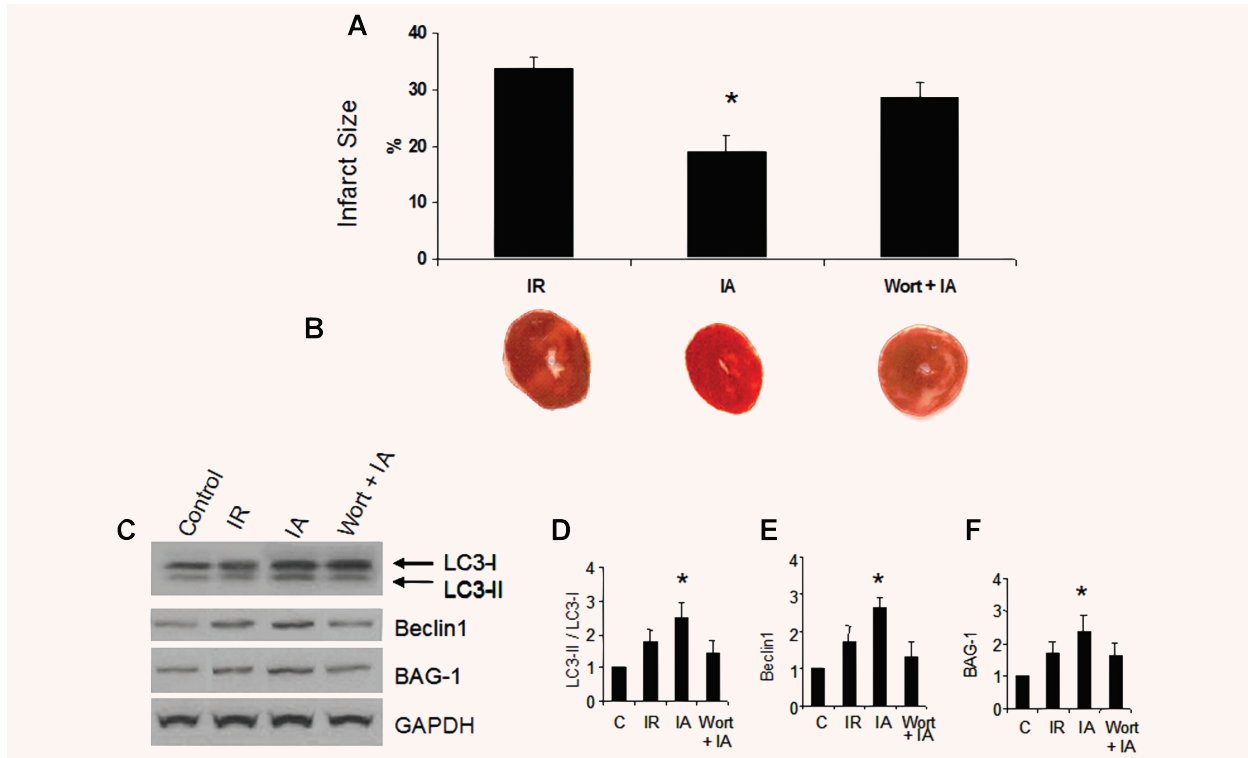 A
40
30
20
10
0
Infarct Size
%
*
IR IA Wort + IA
B
C
Control IR IA Wort + IA
LC3-I
LC3-II
Beclin1
BAG-1
GAPDH
D
4
3
2
1
0
LC3-II / LC3-I
*
C IR IA Wort
+ IA
E
4
3
2
1
0
Beclin1
*
C IR IA Wort
+ IA
F
4
3
2
1
0
BAG-1
*
C IR IA Wort
+ IA